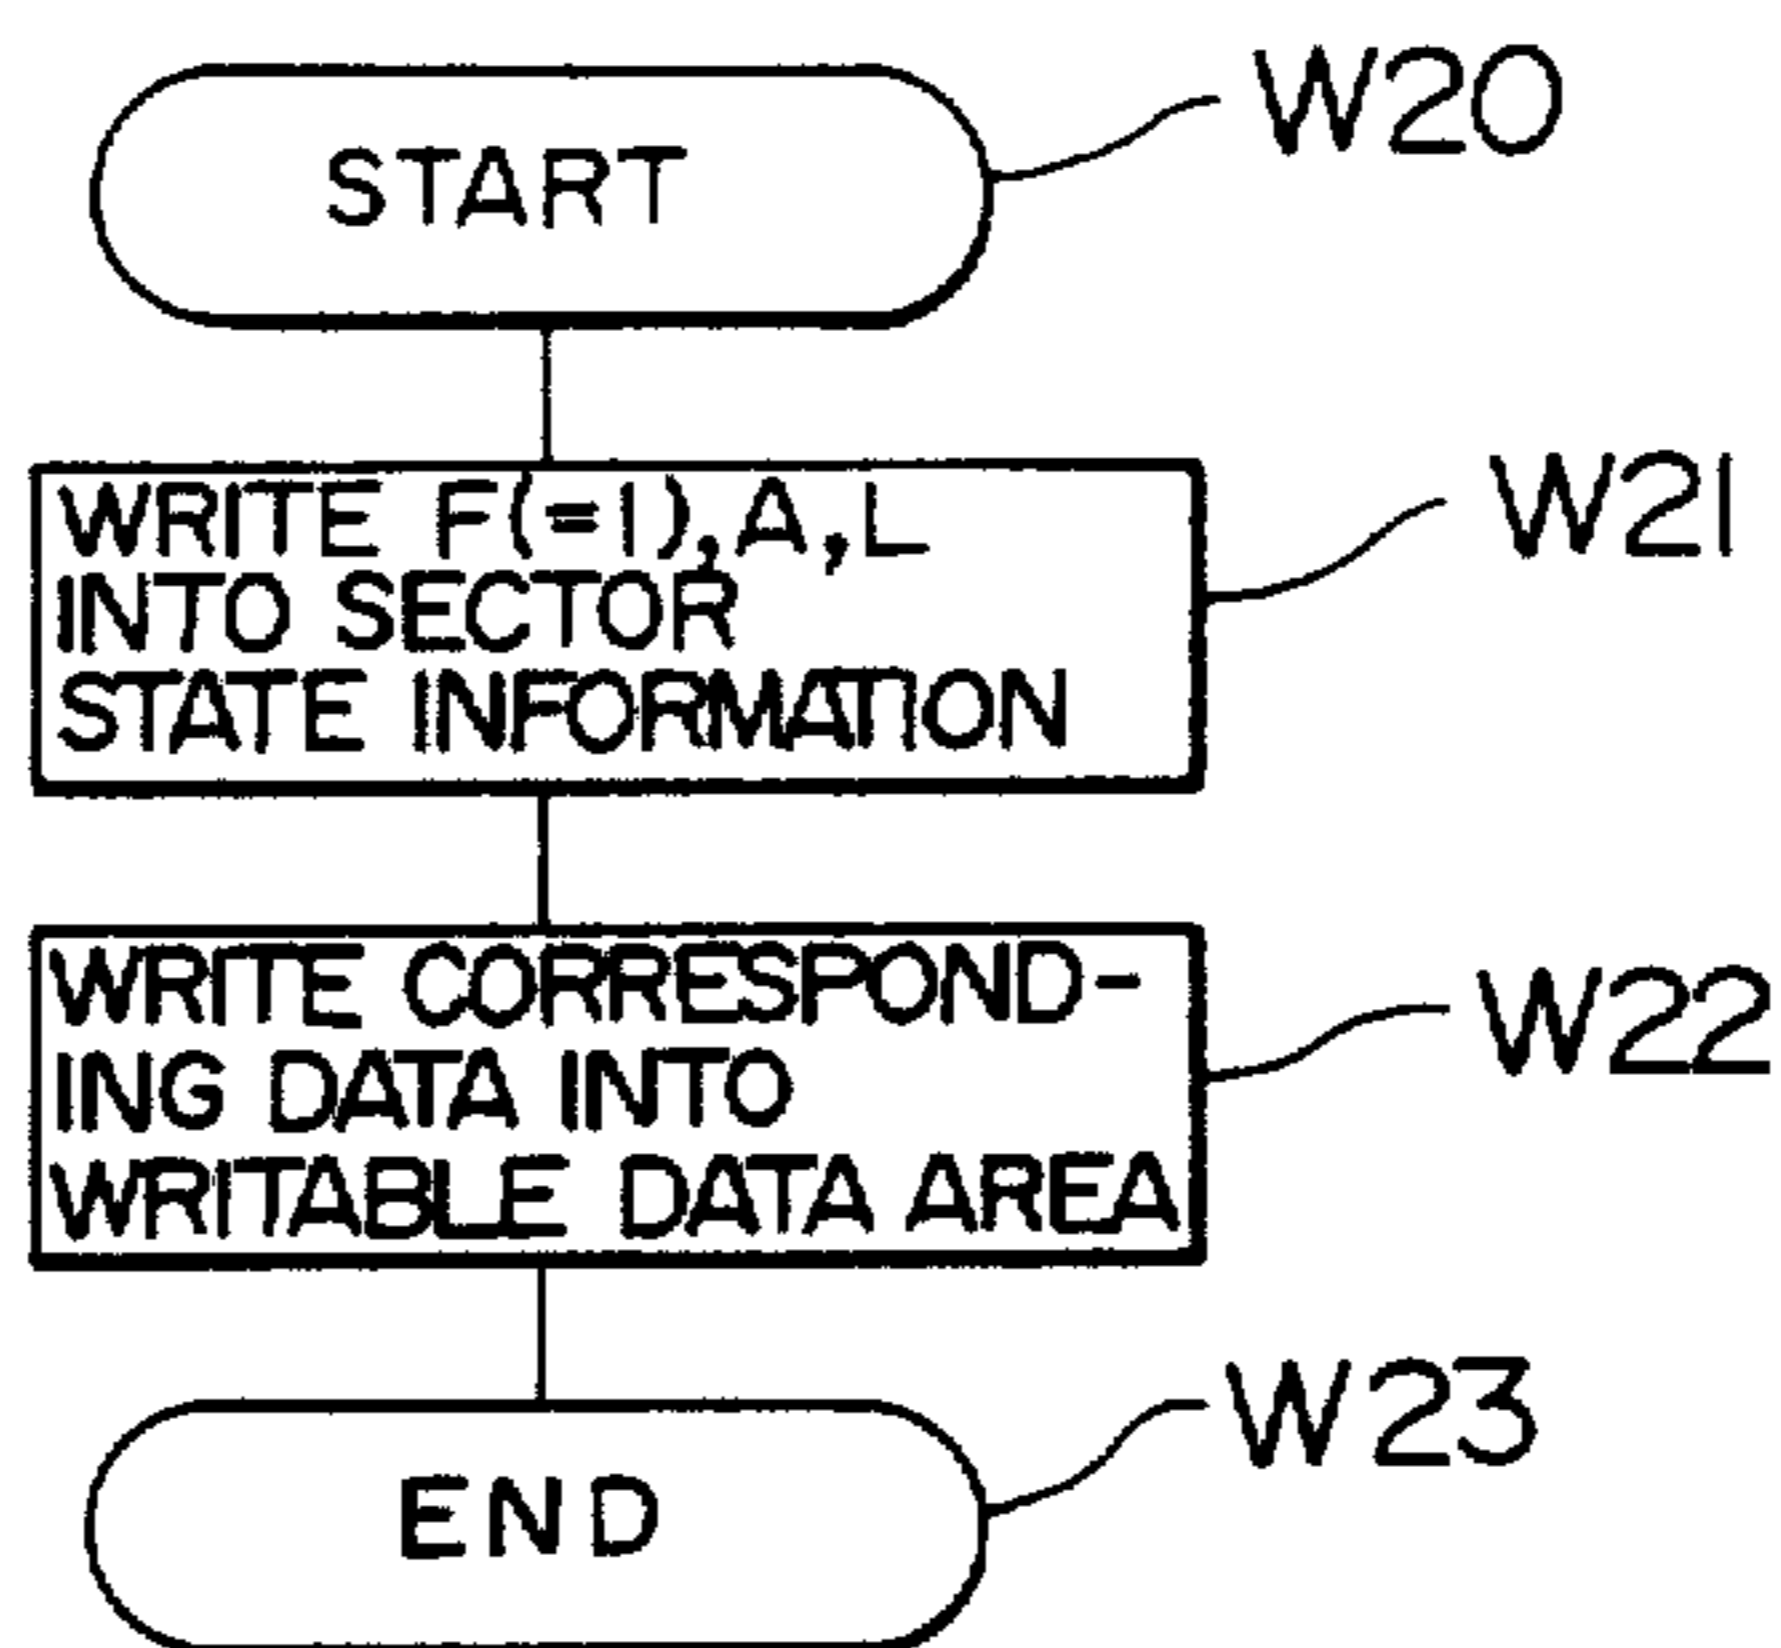 START
W20
WRITE F(=1),A,L
INTO SECTOR
STATE INFORMATION
W21
WRITE CORRESPOND-
ING DATA INTO
WRITABLE DATA AREA
W22
END
W23